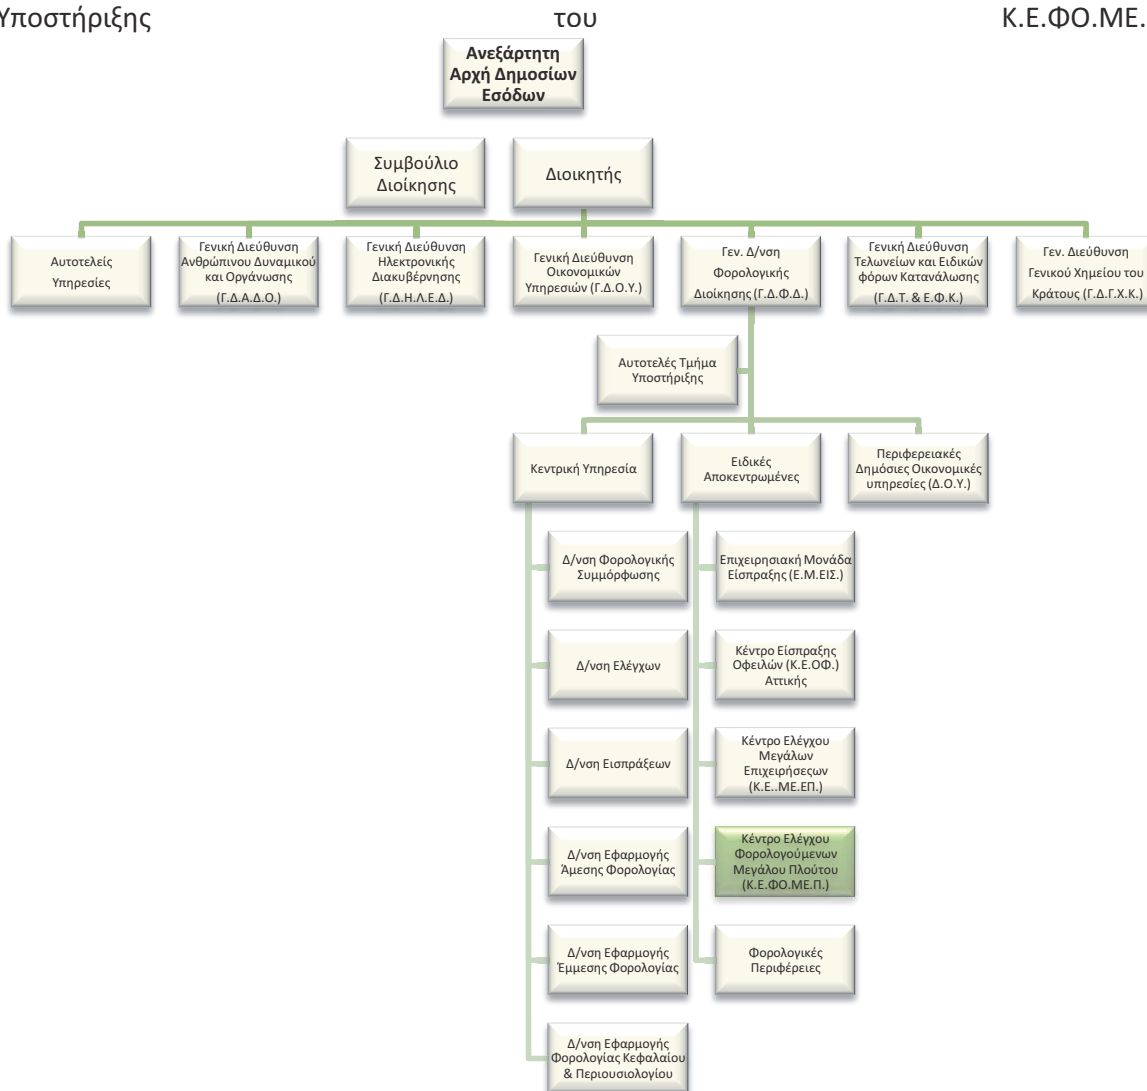 Υποστήριξης του Κ.Ε.ΦΟ.ΜΕ.
Ανεξάρτητη
Αρχή Δημοσίων
Εσόδων
Συμβούλιο
Διοίκησης
Διοικητής
Αυτοτελείς
Υπηρεσίες
Γενική Διεύθυνση
Ανθρώπινου Δυναμικού
και Οργάνωσης
(Γ.Δ.Α.Δ.Ο.)
Γενική Διεύθυνση
Ηλεκτρονικής
Διακυβέρνησης
(Γ.Δ.Η.Λ.Ε.Δ.)
Γενική Διεύθυνση
Οικονομικών
Υπηρεσιών (Γ.Δ.Ο.Υ.)
Γεν. Δ/νση
Φορολογικής
Διοίκησης (Γ.Δ.Φ.Δ.)
Γενική Διεύθυνση
Τελωνείων και Ειδικών
φόρων Κατανάλωσης
(Γ.Δ.Τ. & Ε.Φ.Κ.)
Γεν. Διεύθυνση
Γενικού Χημείου του
Κράτους (Γ.Δ.Γ.Χ.Κ.)
Αυτοτελές Τμήμα
Υποστήριξης
Κεντρική Υπηρεσία
Ειδικές
Αποκεντρωμένες
Περιφερειακές
Δημόσιες Οικονομικές
υπηρεσίες (Δ.Ο.Υ.)
Δ/νση Φορολογικής
Συμμόρφωσης
Δ/νση Ελέγχων
Δ/νση Εισπράξεων
Δ/νση Εφαρμογής
Άμεσης Φορολογίας
Δ/νση Εφαρμογής
Έμμεσης Φορολογίας
Δ/νση Εφαρμογής
Φορολογίας Κεφαλαίου
& Περιουσιολογίου
Επιχειρησιακή Μονάδα
Είσπραξης (Ε.Μ.ΕΙΣ.)
Κέντρο Είσπραξης
Οφειλών (Κ.Ε.ΟΦ.)
Αττικής
Κέντρο Ελέγχου
Μεγάλων
Επιχειρήσεςων
(Κ.Ε..ΜΕ.ΕΠ.)
Κέντρο Ελέγχου
Φορολογούμενων
Μεγάλου Πλούτου
(Κ.Ε.ΦΟ.ΜΕ.Π.)
Φορολογικές
Περιφέρειες